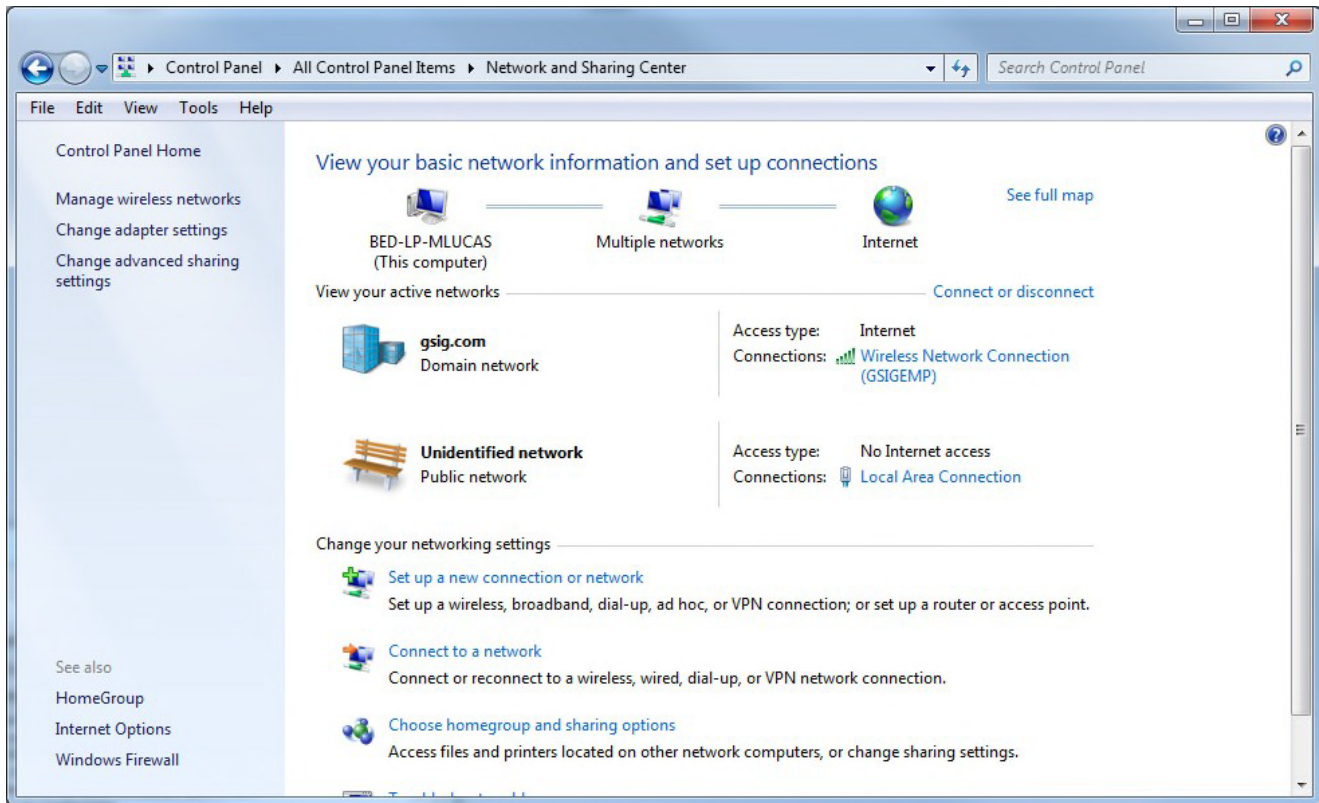 Control Panel ▸ All Control Panel Items ▸ Network and Sharing Center
Search Control Panel
File Edit View Tools Help
Control Panel Home
Manage wireless networks
Change adapter settings
Change advanced sharing
settings
View your basic network information and set up connections
See full map
BED-LP-MLUCAS
(This computer)
Multiple networks
Internet
View your active networks
Connect or disconnect
gsig.com
Domain network
Access type: Internet
Connections: Wireless Network Connection
(GSIGEMP)
Unidentified network
Public network
Access type: No Internet access
Connections: Local Area Connection
Change your networking settings
Set up a new connection or network
Set up a wireless, broadband, dial-up, ad hoc, or VPN connection; or set up a router or access point.
Connect to a network
Connect or reconnect to a wireless, wired, dial-up, or VPN network connection.
Choose homegroup and sharing options
Access files and printers located on other network computers, or change sharing settings.
See also
HomeGroup
Internet Options
Windows Firewall